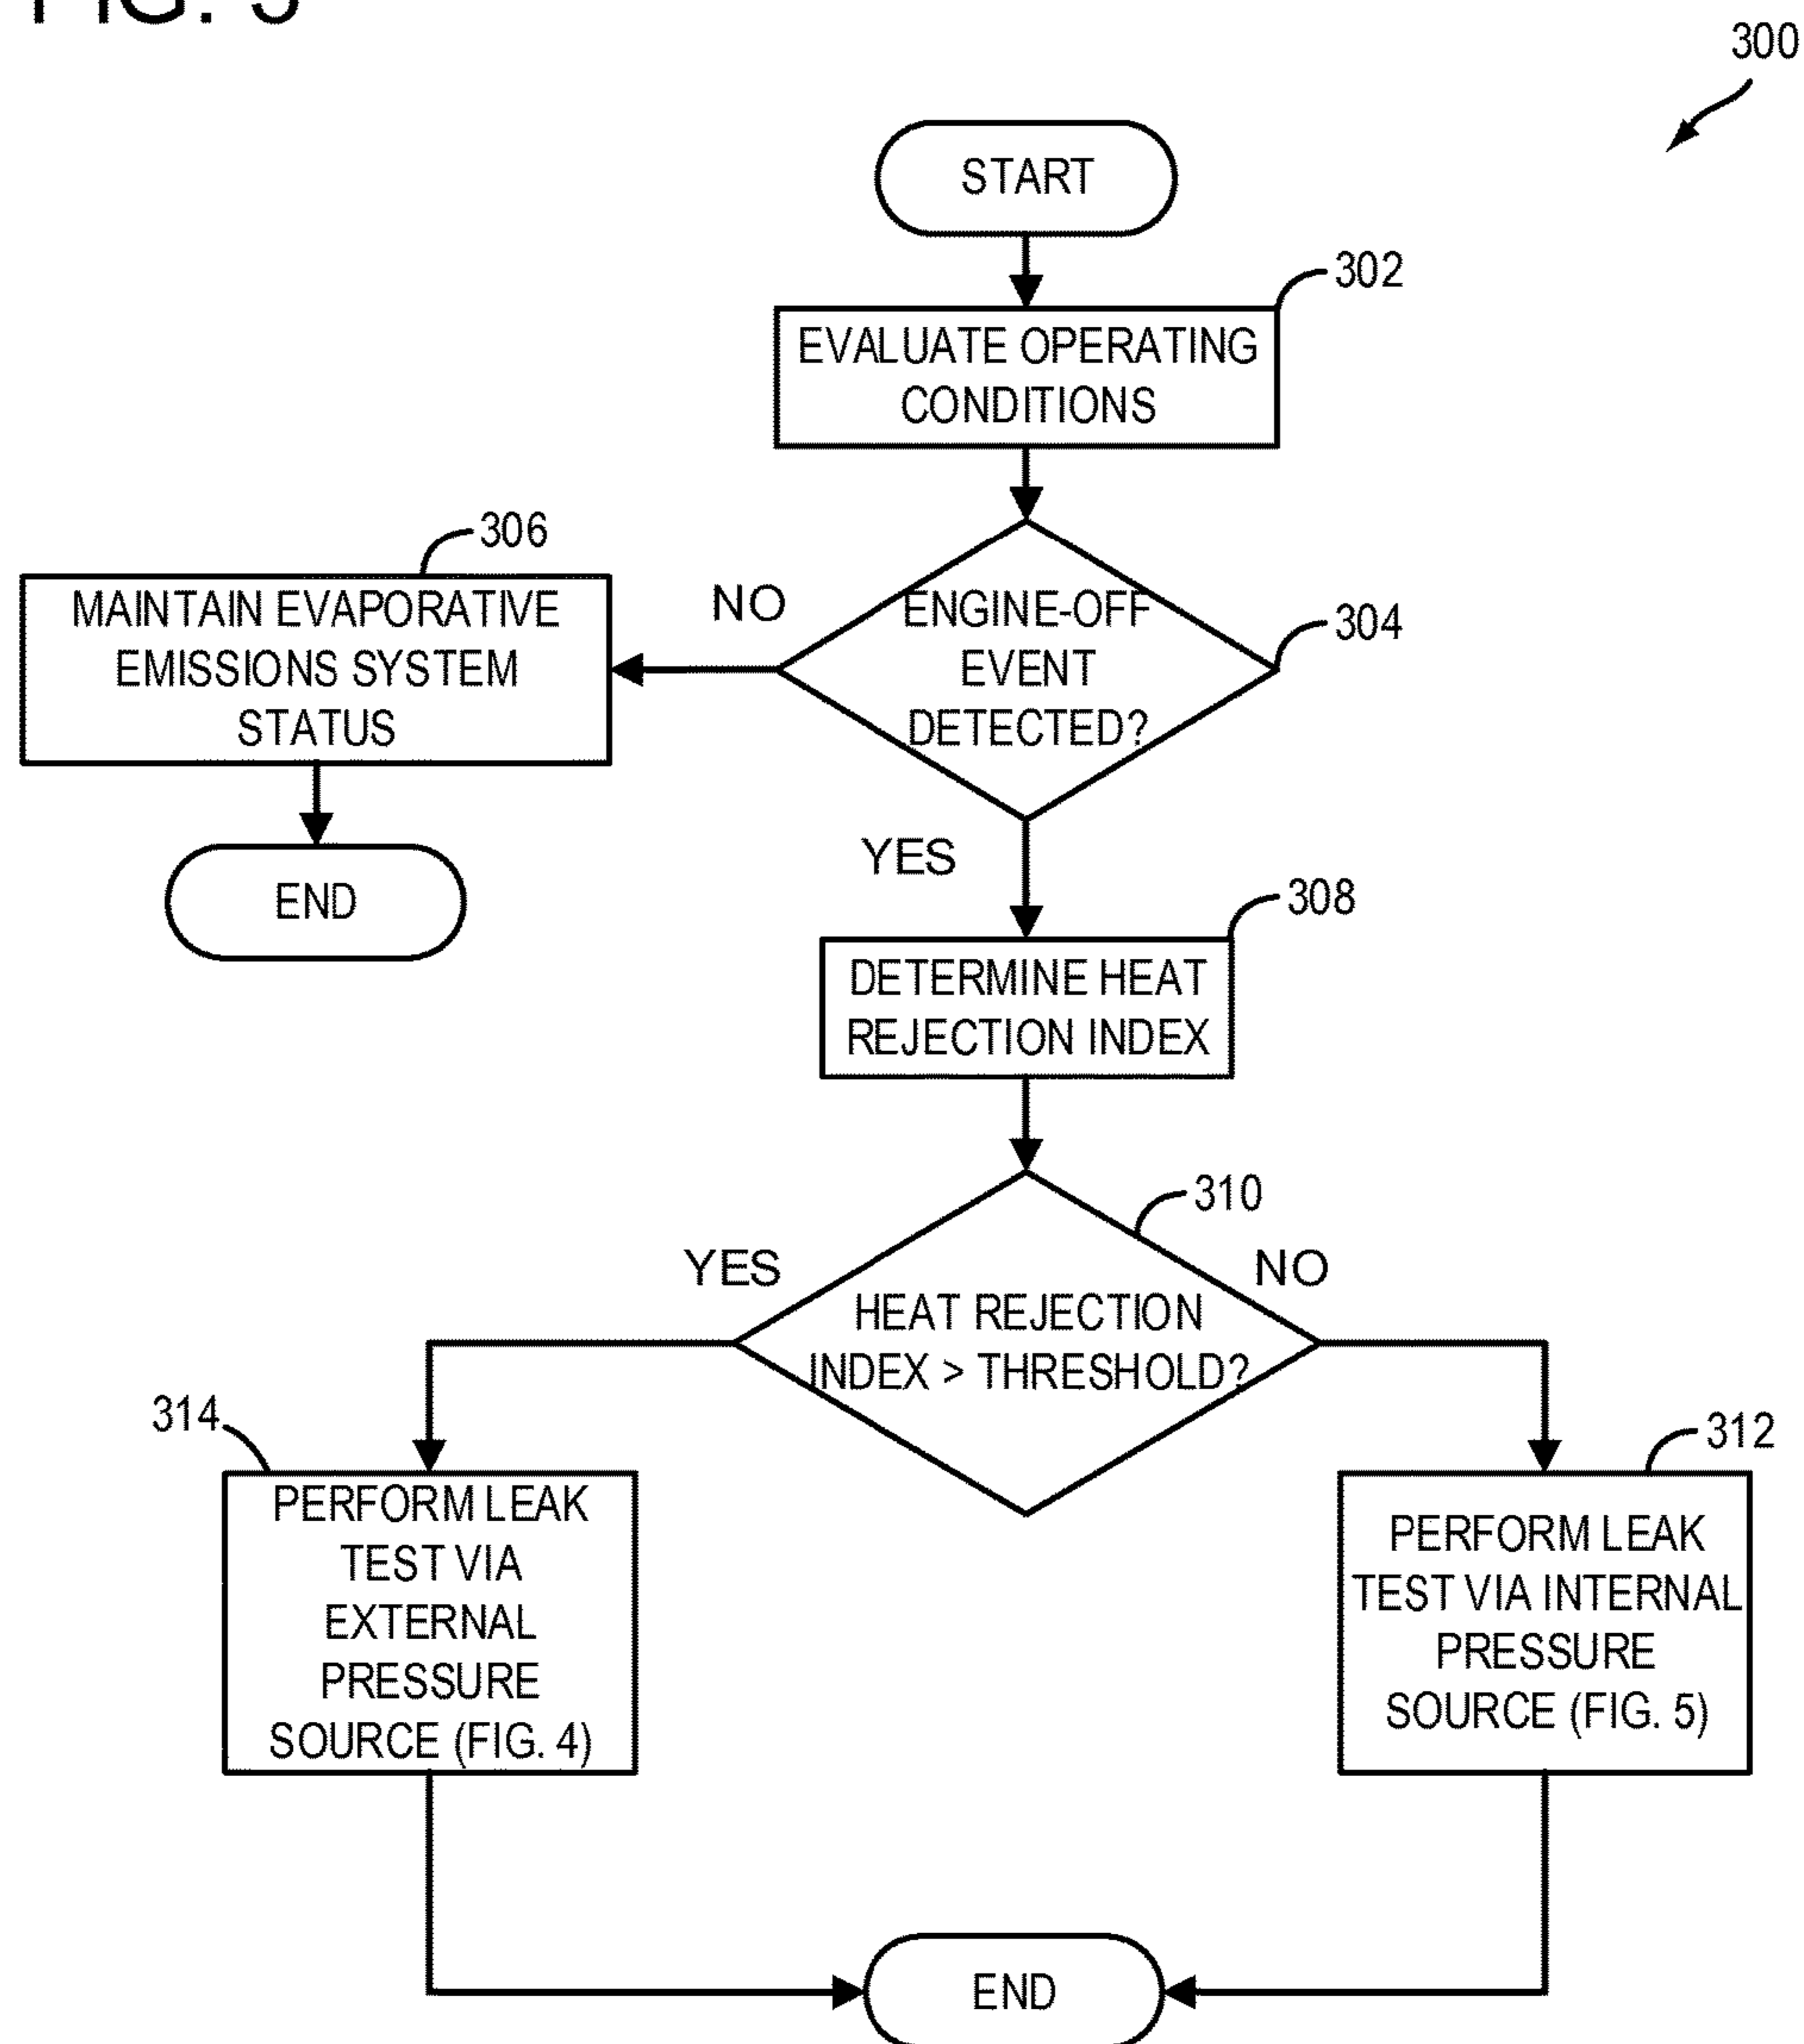 300
START
302
EVALUATE OPERATING
CONDITIONS
306
MAINTAIN EVAPORATIVE
EMISSIONS SYSTEM
STATUS
NO
ENGINE-OFF
EVENT
DETECTED?
304
YES
END
308
DETERMINE HEAT
REJECTION INDEX
310
YES
NO
HEAT REJECTION
INDEX > THRESHOLD?
314
PERFORM LEAK
TEST VIA
EXTERNAL
PRESSURE
SOURCE (FIG. 4)
312
PERFORM LEAK
TEST VIA INTERNAL
PRESSURE
SOURCE (FIG. 5)
END